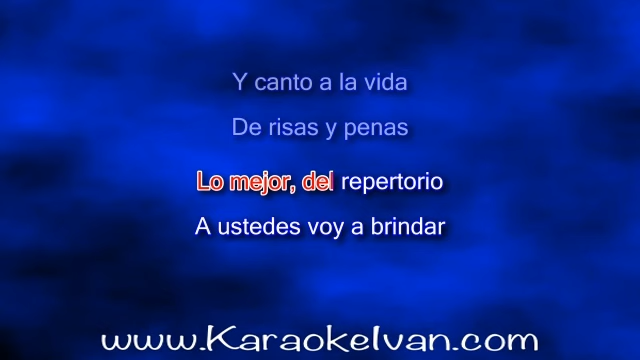 Y canto a la vida
De risas y penas
Lo mejor, del repertorio
A ustedes voy a brindar
www.KaraokeIvan.com